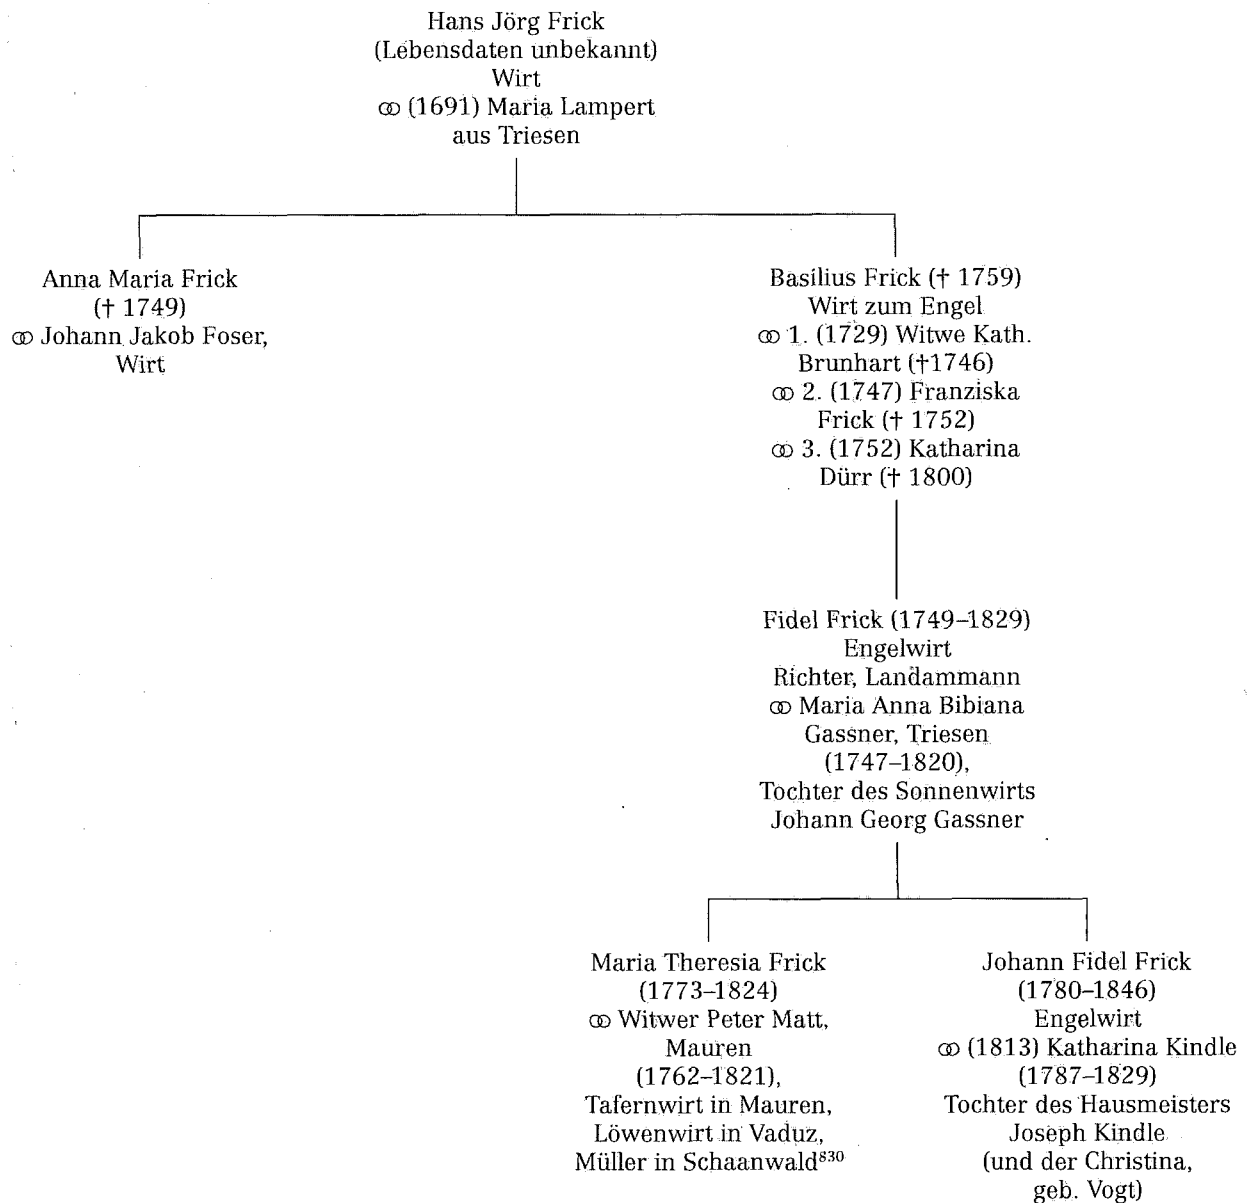 Hans Jörg Frick
(Lebensdaten unbekannt)
Wirt
⚭ (1691) Maria Lampert
aus Triesen
Anna Maria Frick
(† 1749)
⚭ Johann Jakob Foser,
Wirt
Basilius Frick († 1759)
Wirt zum Engel
⚭ 1. (1729) Witwe Kath.
Brunhart (†1746)
⚭ 2. (1747) Franziska
Frick († 1752)
⚭ 3. (1752) Katharina
Dürr († 1800)
Fidel Frick (1749–1829)
Engelwirt
Richter, Landammann
⚭ Maria Anna Bibiana
Gassner, Triesen
(1747–1820),
Tochter des Sonnenwirts
Johann Georg Gassner
Maria Theresia Frick
(1773–1824)
⚭ Witwer Peter Matt,
Mauren
(1762–1821),
Tafernwirt in Mauren,
Löwenwirt in Vaduz,
Müller in Schaanwald⁸³⁰
Johann Fidel Frick
(1780–1846)
Engelwirt
⚭ (1813) Katharina Kindle
(1787–1829)
Tochter des Hausmeisters
Joseph Kindle
(und der Christina,
geb. Vogt)